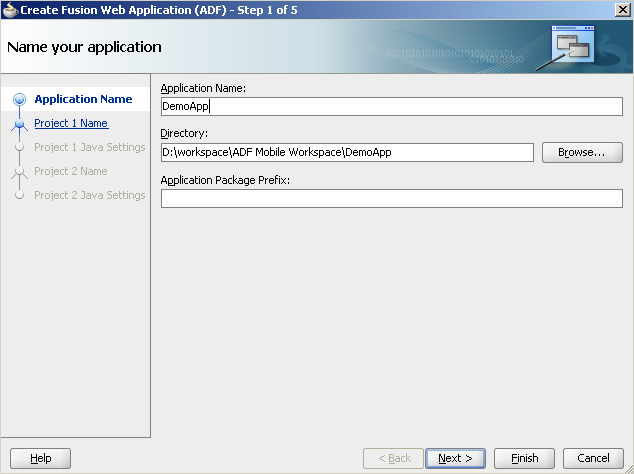 Create Fusion Web Application (ADF) - Step 1 of 5
Name your application
Application Name
Project 1 Name
Project 1 Java Settings
Project 2 Name
Project 2 Java Settings
Application Name:
DemoApp
Directory:
D:\workspace\ADF Mobile Workspace\DemoApp
Browse...
Application Package Prefix:
Help
< Back
Next >
Finish
Cancel